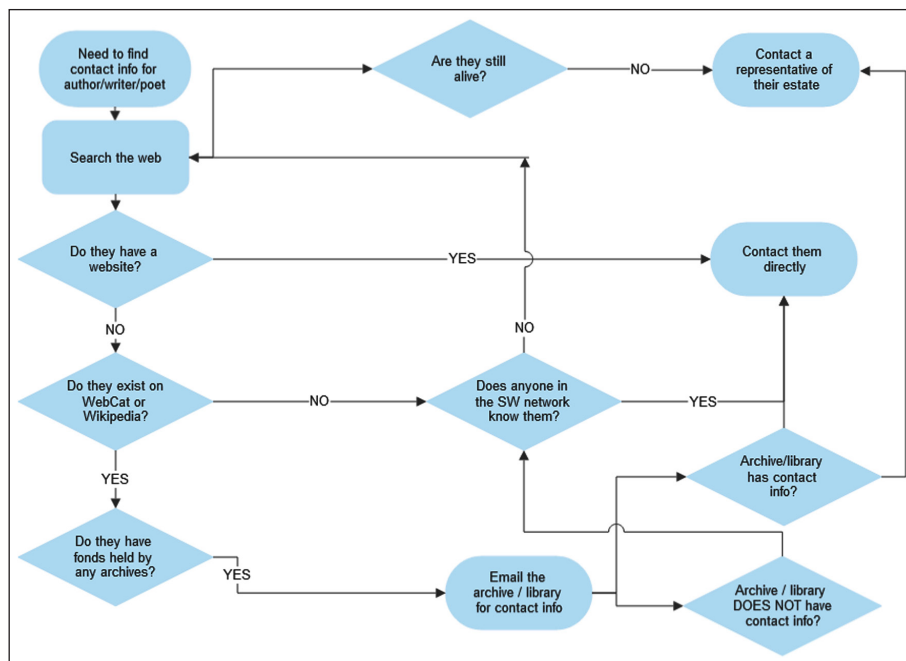 Need to find
contact info for
author/writer/poet
Are they still
alive?
NO
Contact a
representative of
their estate
Search the web
Do they have a
website?
YES
Contact them
directly
NO
NO
Do they exist on
WebCat or
Wikipedia?
NO
Does anyone in
the SW network
know them?
YES
Archive/library
has contact
info?
YES
Do they have
fonds held by
any archives?
YES
Email the
archive / library
for contact info
Archive / library
DOES NOT have
contact info?